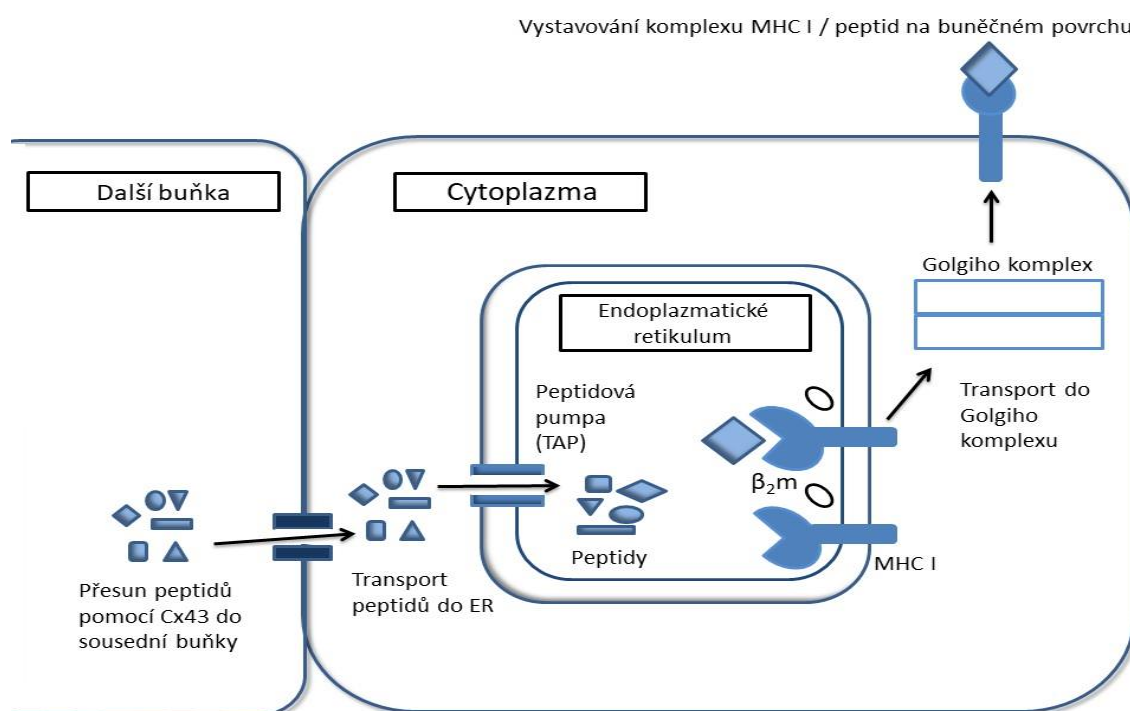 Vystavování komplexu MHC I / peptid na buněčném povrchu
Další buňka
Cytoplazma
Golgiho komplex
Endoplazmatické
retikulum
Peptidová
pumpa
(TAP)
Transport do
Golgiho
komplexu
β₂m
Peptidy
MHC I
Transport
peptidů do ER
Přesun peptidů
pomocí Cx43 do
sousední buňky